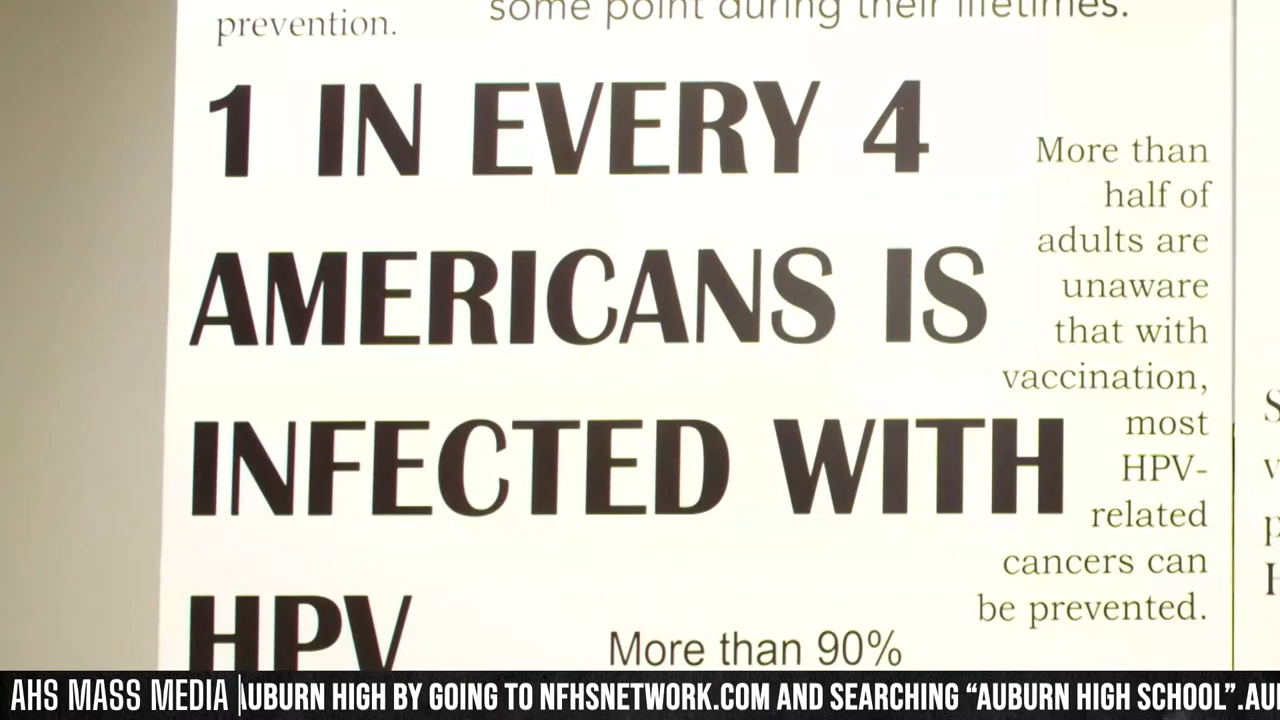 prevention.
some point during their lifetimes.
1 IN EVERY 4
AMERICANS IS
INFECTED WITH
HPV
More than
half of
adults are
unaware
that with
vaccination,
most
HPV-
related
cancers can
be prevented.
More than 90%
AHS MASS MEDIA
AUBURN HIGH BY GOING TO NFHSNETWORK.COM AND SEARCHING “AUBURN HIGH SCHOOL”.